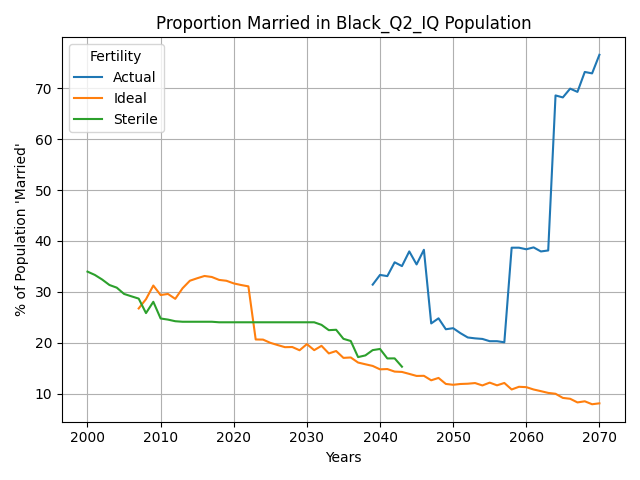 Proportion Married in Black_Q2_IQ Population
Fertility
Actual
Ideal
Sterile
% of Population 'Married'
70
60
50
40
30
20
10
2000 2010 2020 2030 2040 2050 2060 2070
Years